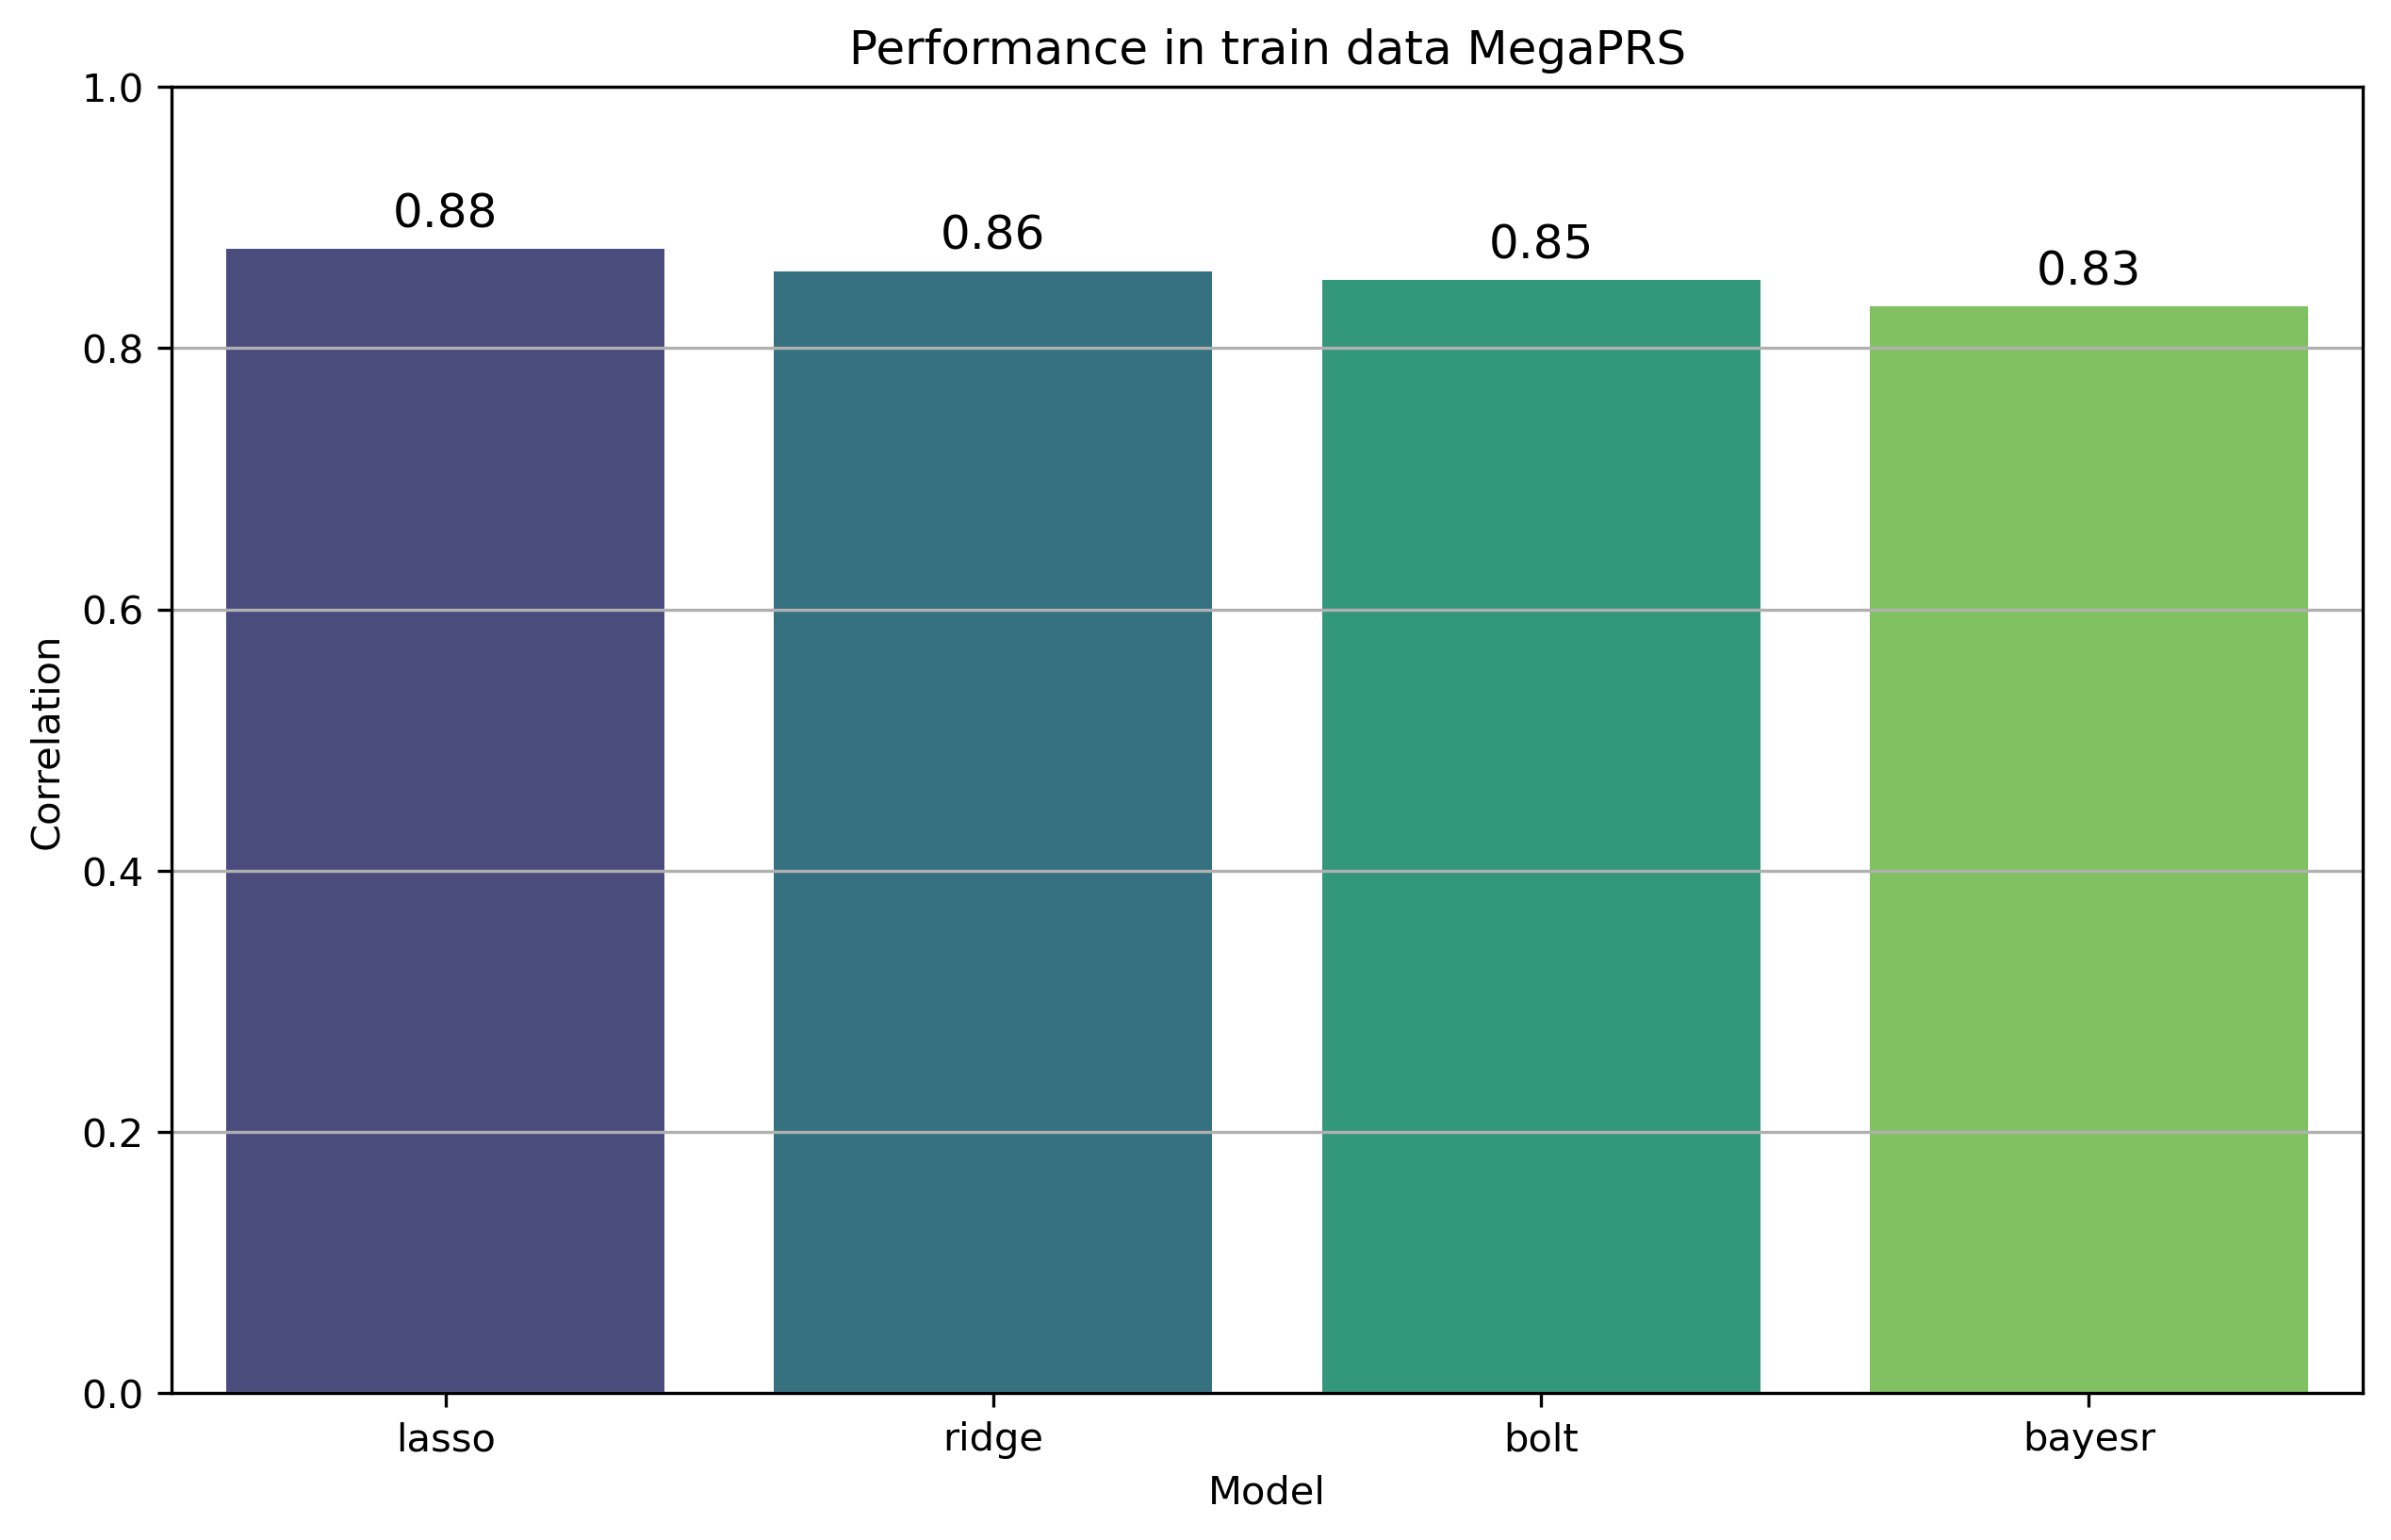 Performance in train data MegaPRS
1.0
0.8
0.6
0.4
0.2
0.0
Correlation
0.88
0.86
0.85
0.83
lasso
ridge
bolt
bayesr
Model